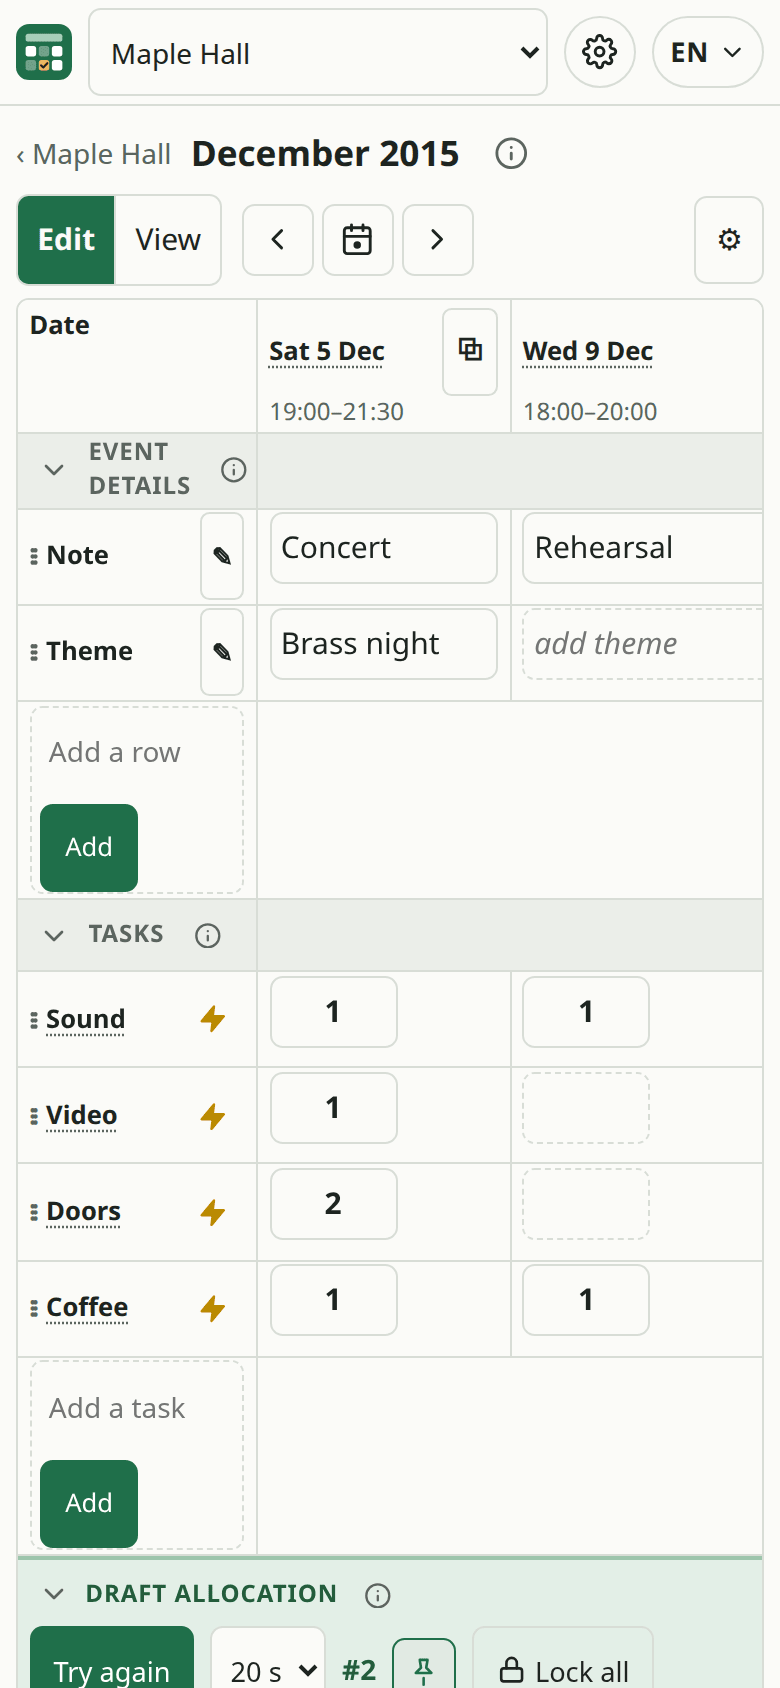 Maple Hall
EN
‹ Maple Hall December 2015
Edit View
Date
Sat 5 Dec
19:00–21:30
Wed 9 Dec
18:00–20:00
EVENT
DETAILS
Note Concert Rehearsal
Theme Brass night add theme
Add a row
Add
TASKS
Sound 1 1
Video 1
Doors 2
Coffee 1 1
Add a task
Add
DRAFT ALLOCATION
Try again 20 s #2 Lock all